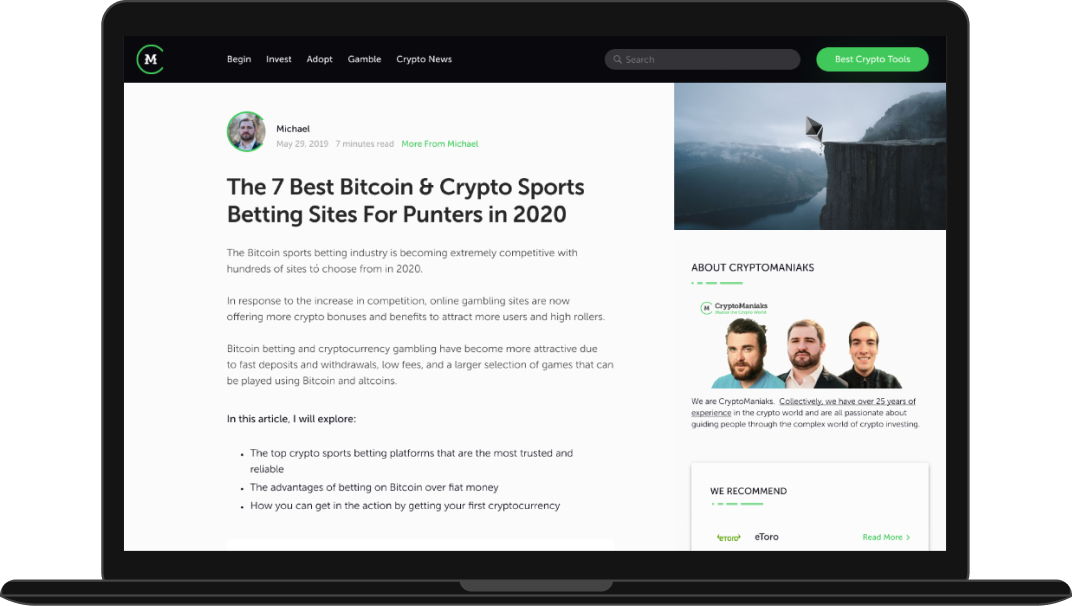 M
Begin Invest Adopt Gamble Crypto News
Search
Best Crypto Tools
Michael
May 29, 2019 7 minutes read More From Michael
The 7 Best Bitcoin & Crypto Sports
Betting Sites For Punters in 2020
The Bitcoin sports betting industry is becoming extremely competitive with
hundreds of sites tó choose from in 2020.
In response to the increase in competition, online gambling sites are now
offering more crypto bonuses and benefits to attract more users and high rollers.
Bitcoin betting and cryptocurrency gambling have become more attractive due
to fast deposits and withdrawals, low fees, and a larger selection of games that can
be played using Bitcoin and altcoins.
In this article, I will explore:
• The top crypto sports betting platforms that are the most trusted and
reliable
• The advantages of betting on Bitcoin over fiat money
• How you can get in the action by getting your first cryptocurrency
ABOUT CRYPTOMANIAKS
M CryptoManiaks
Discover the Crypto World
We are CryptoManiaks. Collectively, we have over 25 years of
experience in the crypto world and are all passionate about
guiding people through the complex world of crypto investing.
WE RECOMMEND
eToro eToro Read More >